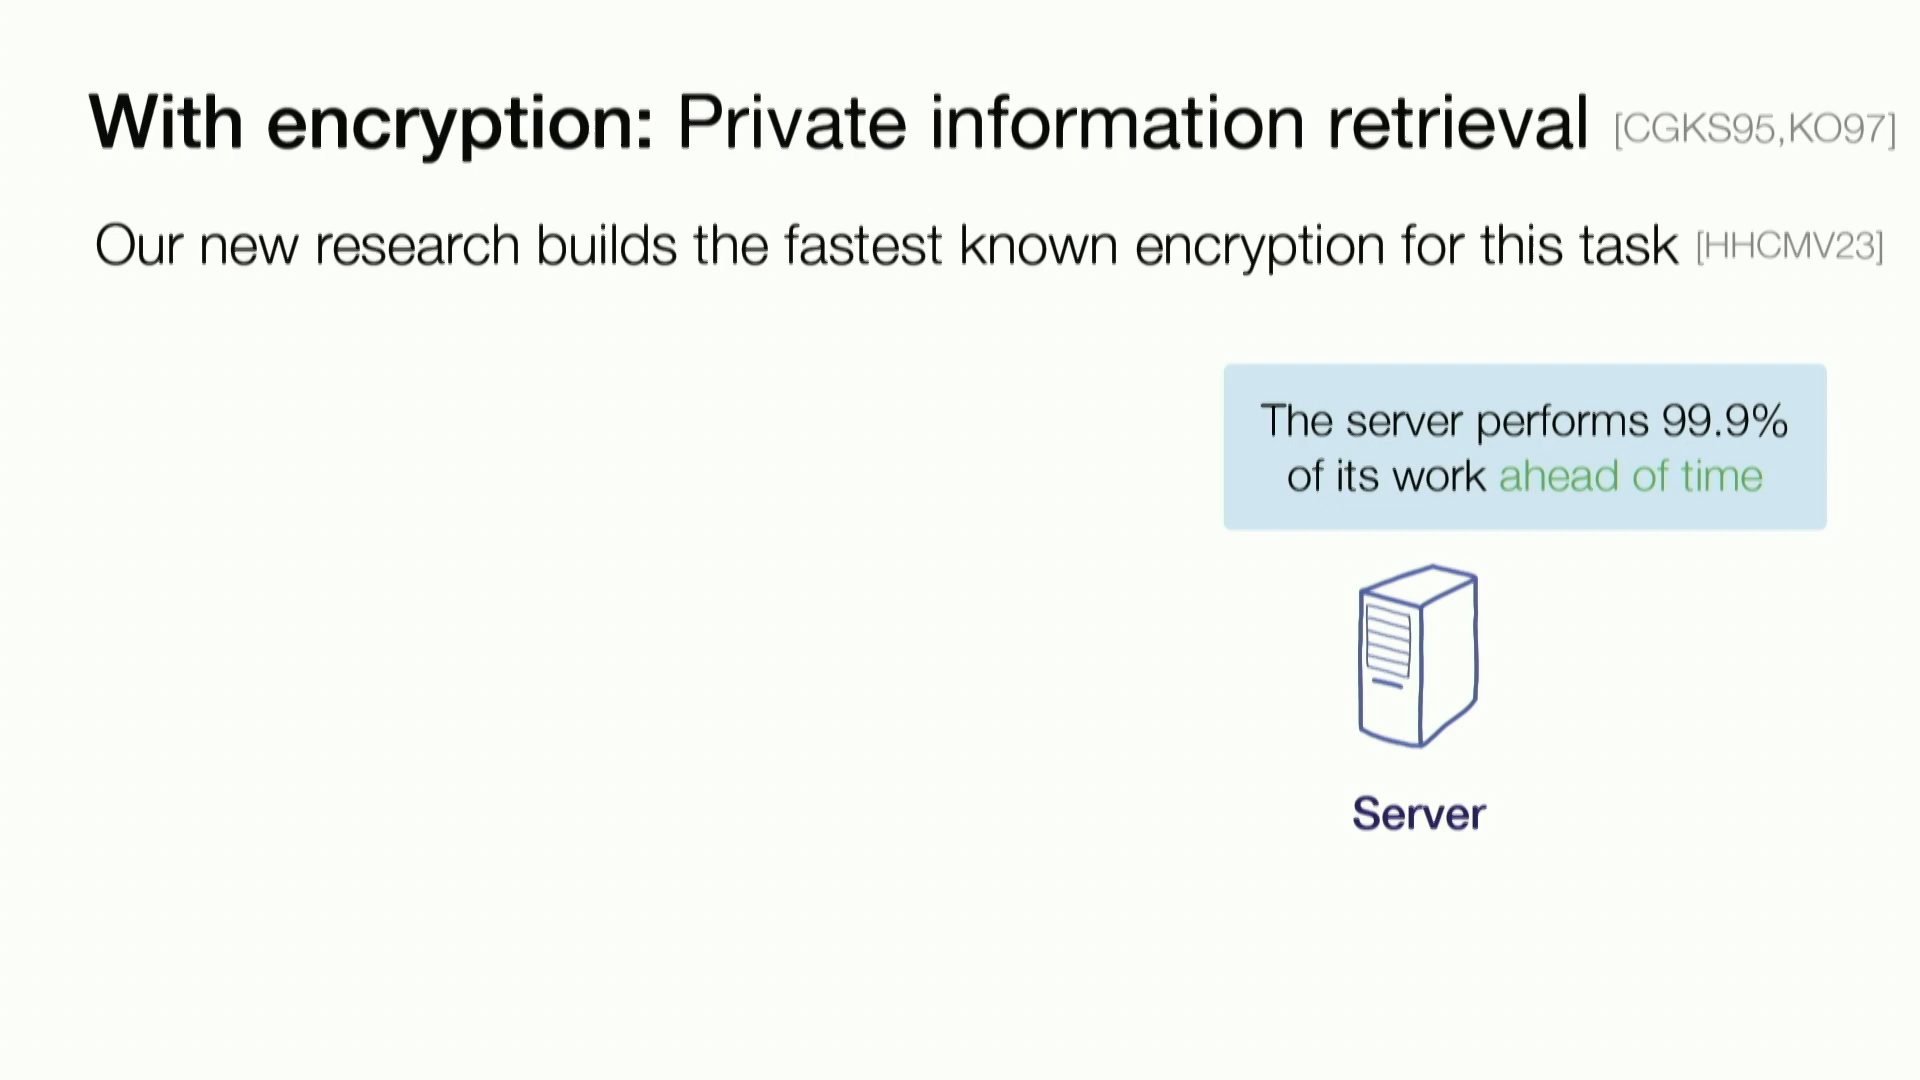 With encryption: Private information retrieval [CGKS95,KO97]
Our new research builds the fastest known encryption for this task [HHCMV23]
The server performs 99.9%
of its work ahead of time
Server